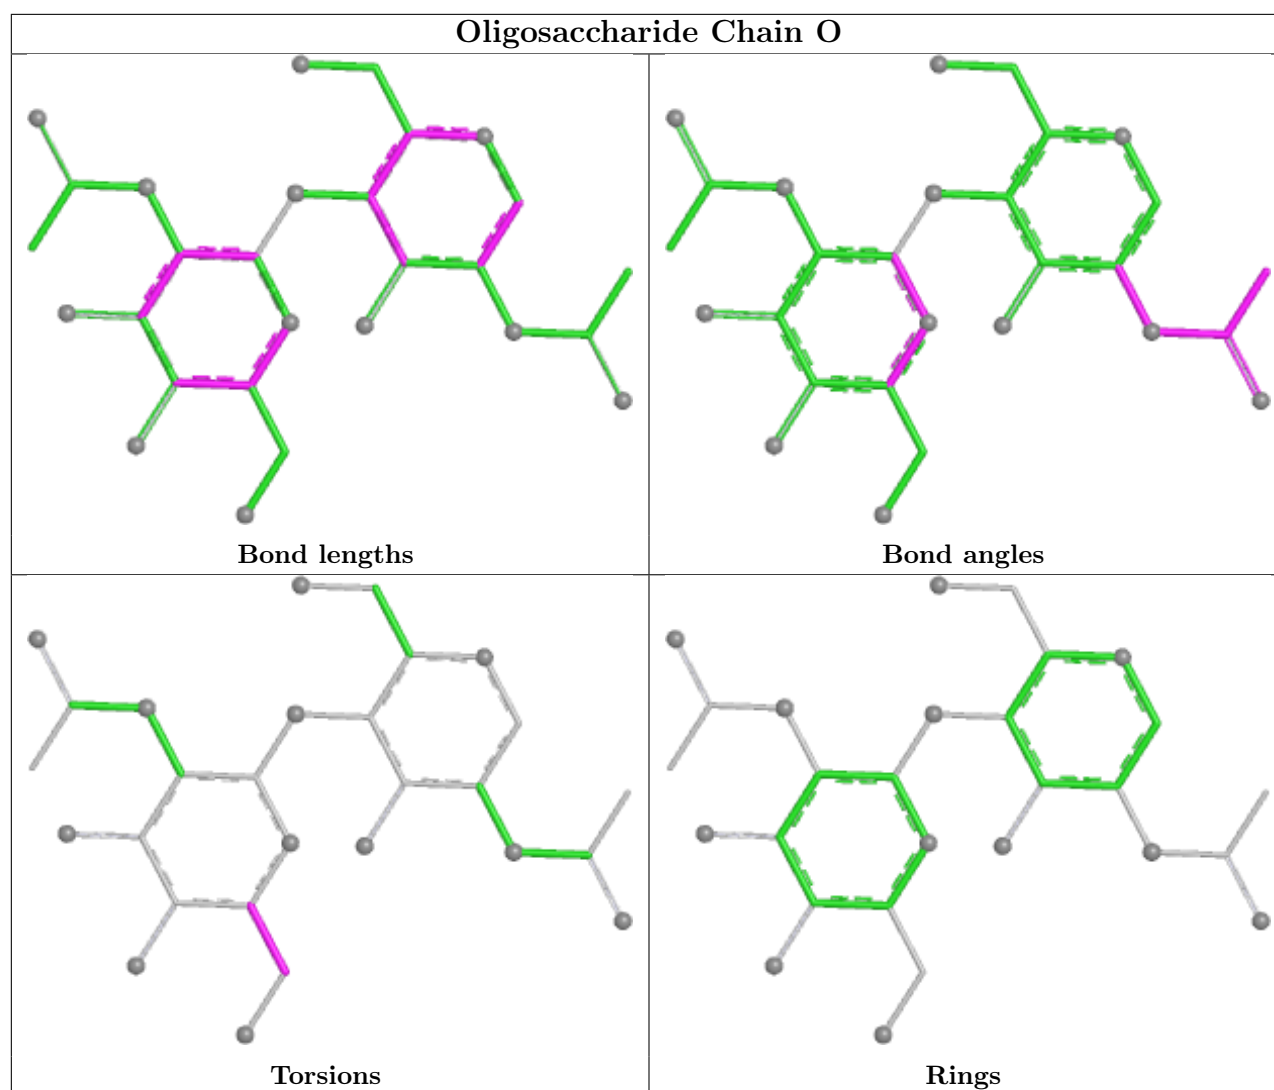 Oligosaccharide Chain O
Bond lengths
Bond angles
Torsions
Rings